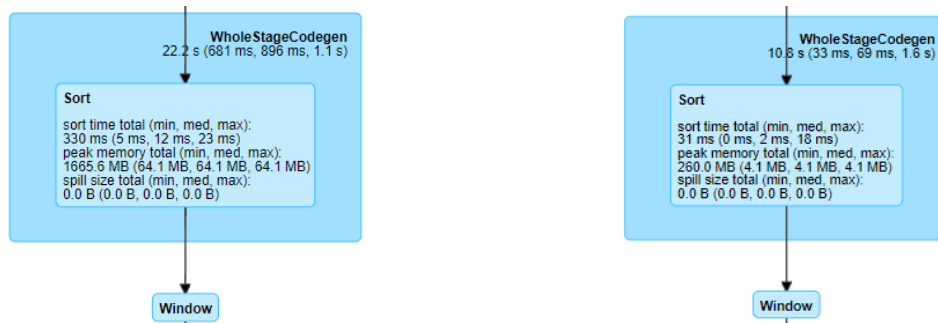 WholeStageCodegen
22.2 s (681 ms, 896 ms, 1.1 s)
Sort
sort time total (min, med, max):
330 ms (5 ms, 12 ms, 23 ms)
peak memory total (min, med, max):
1665.6 MB (64.1 MB, 64.1 MB, 64.1 MB)
spill size total (min, med, max):
0.0 B (0.0 B, 0.0 B, 0.0 B)
Window
WholeStageCodegen
10.8 s (33 ms, 69 ms, 1.6 s)
Sort
sort time total (min, med, max):
31 ms (0 ms, 2 ms, 18 ms)
peak memory total (min, med, max):
260.0 MB (4.1 MB, 4.1 MB, 4.1 MB)
spill size total (min, med, max):
0.0 B (0.0 B, 0.0 B, 0.0 B)
Window